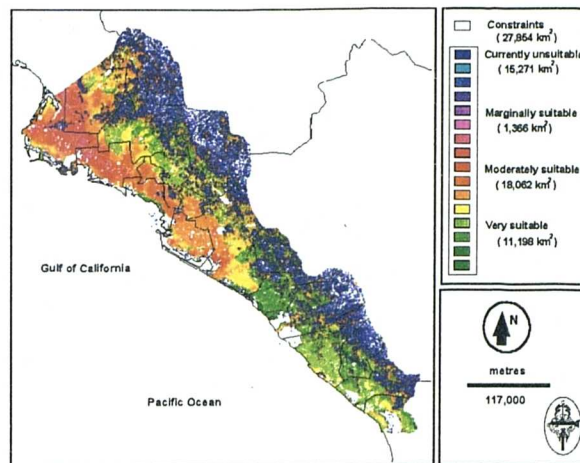 Constraints
( 27,854 km²)
Currently unsuitable
( 15,271 km²)
Marginally suitable
( 1,366 km²)
Moderately suitable
( 18,062 km²)
Very suitable
( 11,198 km²)
Gulf of California
Pacific Ocean
N
metres
117,000